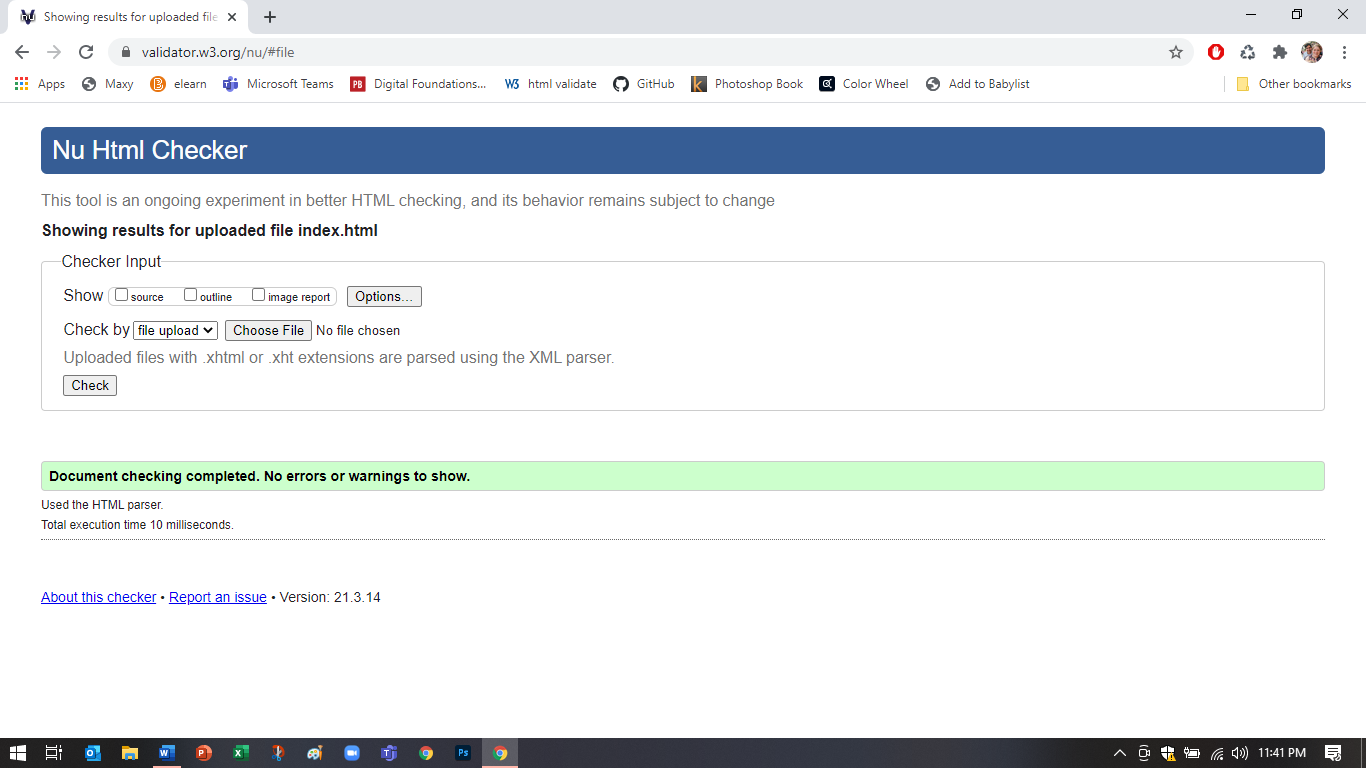 Showing results for uploaded file
validator.w3.org/nu/#file
Apps Maxy elearn Microsoft Teams PB Digital Foundations... W3 html validate GitHub Photoshop Book Color Wheel Add to Babylist Other bookmarks
Nu Html Checker
This tool is an ongoing experiment in better HTML checking, and its behavior remains subject to change
Showing results for uploaded file index.html
Checker Input
Show source outline image report Options...
Check by file upload Choose File No file chosen
Uploaded files with .xhtml or .xht extensions are parsed using the XML parser.
Check
Document checking completed. No errors or warnings to show.
Used the HTML parser.
Total execution time 10 milliseconds.
About this checker • Report an issue • Version: 21.3.14
11:41 PM